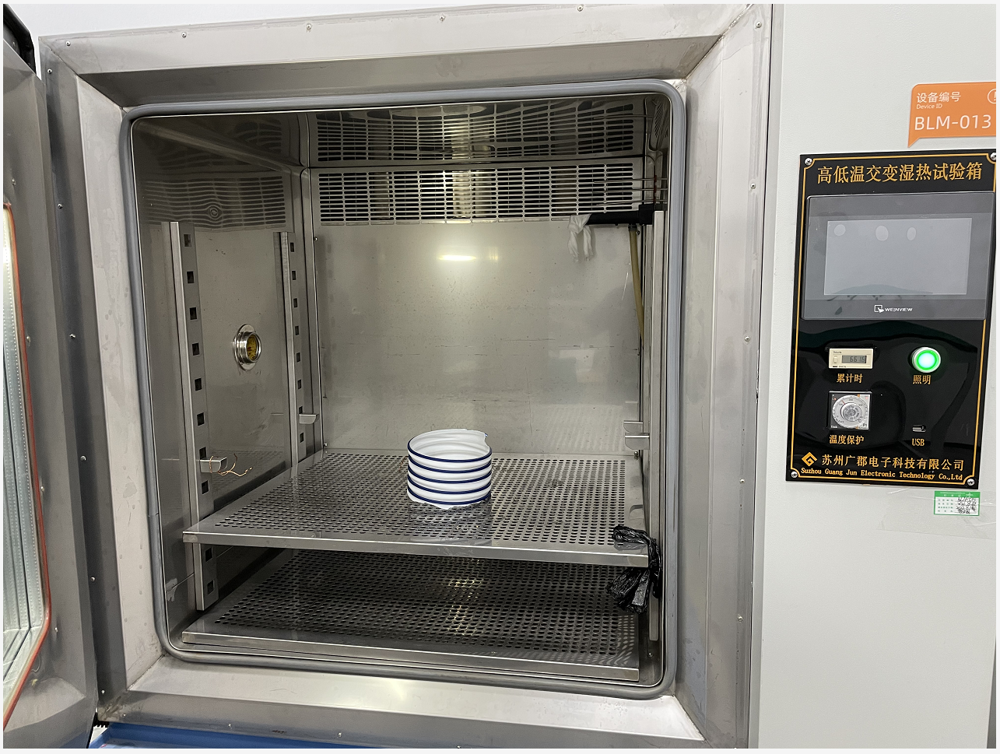 设备编号
Device ID
BLM-013
高低温交变湿热试验箱
WEINVIEW
累计时
照明
温度保护
USB
苏州广郡电子科技有限公司
Suzhou Guang Jun Electronic Technology Co.,Ltd